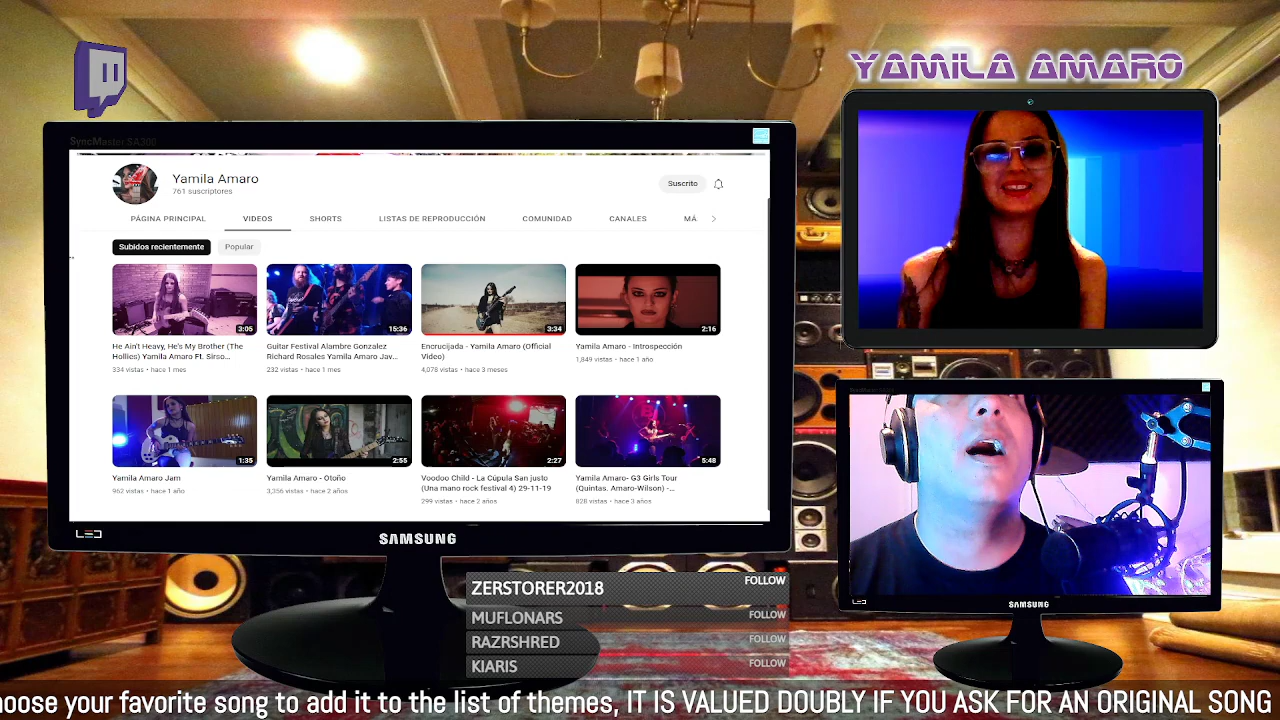 YAMILA AMARO
SyncMaster SA300
Yamila Amaro
761 suscriptores
Suscrito
PÁGINA PRINCIPAL VIDEOS SHORTS LISTAS DE REPRODUCCIÓN COMUNIDAD CANALES MÁ
Subidos recientemente Popular
3:05 15:36 3:34 2:16
He Ain't Heavy, He's My Brother (The
Hollies) Yamila Amaro Ft. Sirso...
334 vistas • hace 1 mes
Guitar Festival Alambre Gonzalez
Richard Rosales Yamila Amaro Jav...
232 vistas • hace 1 mes
Encrucijada - Yamila Amaro (Official
Video)
4,078 vistas • hace 3 meses
Yamila Amaro - Introspección
1,849 vistas • hace 1 año
1:35 2:55 2:27 5:48
Yamila Amaro Jam
962 vistas • hace 1 año
Yamila Amaro - Otoño
3,356 vistas • hace 2 años
Voodoo Child - La Cúpula San justo
(Una mano rock festival 4) 29-11-19
299 vistas • hace 2 años
Yamila Amaro- G3 Girls Tour
(Quintas. Amaro-Wilson) -...
828 vistas • hace 3 años
LED
SAMSUNG
LED
SAMSUNG
ZERSTORER2018 FOLLOW
MUFLONARS FOLLOW
RAZRSHRED FOLLOW
KIARIS FOLLOW
hoose your favorite song to add it to the list of themes, IT IS VALUED DOUBLY IF YOU ASK FOR AN ORIGINAL SONG